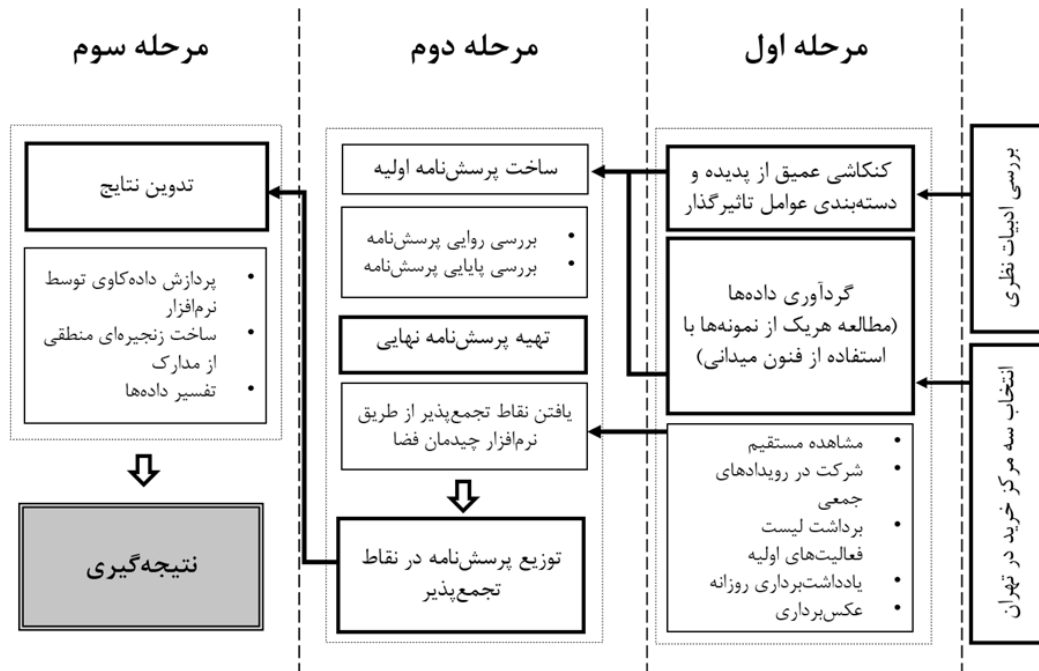 مرحله اول
مرحله دوم
مرحله سوم
بررسی ادبیات نظری
انتخاب سه مرکز خرید در تهران
کنکاشی عمیق از پدیده و
دسته‌بندی عوامل تاثیرگذار
گردآوری داده‌ها
(مطالعه هریک از نمونه‌ها با
استفاده از فنون میدانی)
• مشاهده مستقیم
• شرکت در رویدادهای
جمعی
• برداشت لیست
فعالیت‌های اولیه
• یادداشت‌برداری روزانه
• عکس‌برداری
ساخت پرسش‌نامه اولیه
• بررسی روایی پرسش‌نامه
• بررسی پایایی پرسش‌نامه
تهیه پرسش‌نامه نهایی
یافتن نقاط تجمع‌پذیر از طریق
نرم‌افزار چیدمان فضا
توزیع پرسش‌نامه در نقاط
تجمع‌پذیر
تدوین نتایج
• پردازش داده‌کاوی توسط
نرم‌افزار
• ساخت زنجیره‌ای منطقی
از مدارک
• تفسیر داده‌ها
نتیجه‌گیری